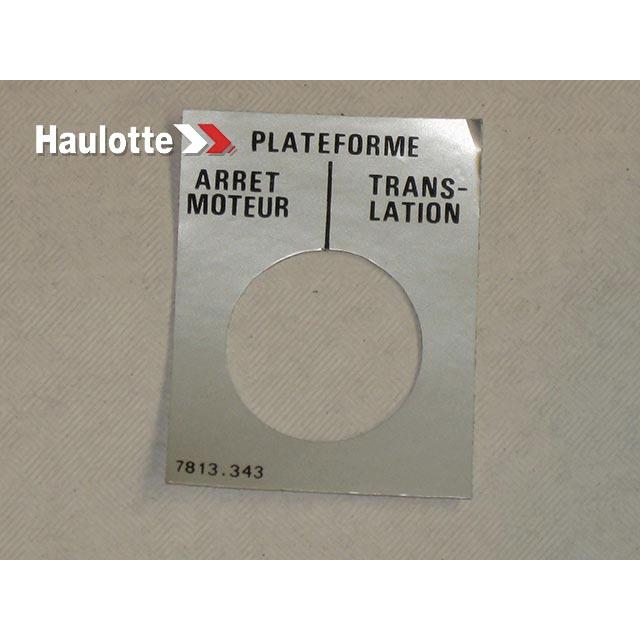 Haulotte
PLATEFORME
ARRET
MOTEUR
TRANS-
LATION
7813.343